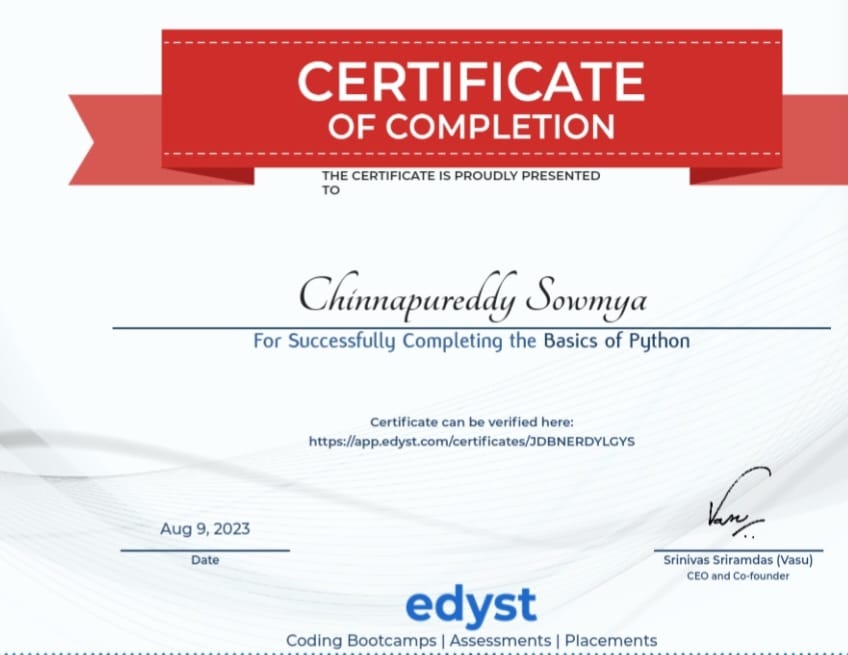 CERTIFICATE
OF COMPLETION
THE CERTIFICATE IS PROUDLY PRESENTED
TO
Chinnapureddy Sowmya
For Successfully Completing the Basics of Python
Certificate can be verified here:
https://app.edyst.com/certificates/JDBNERDYLGYS
Aug 9, 2023
Date
Vasu
Srinivas Sriramdas (Vasu)
CEO and Co-founder
edyst
Coding Bootcamps | Assessments | Placements